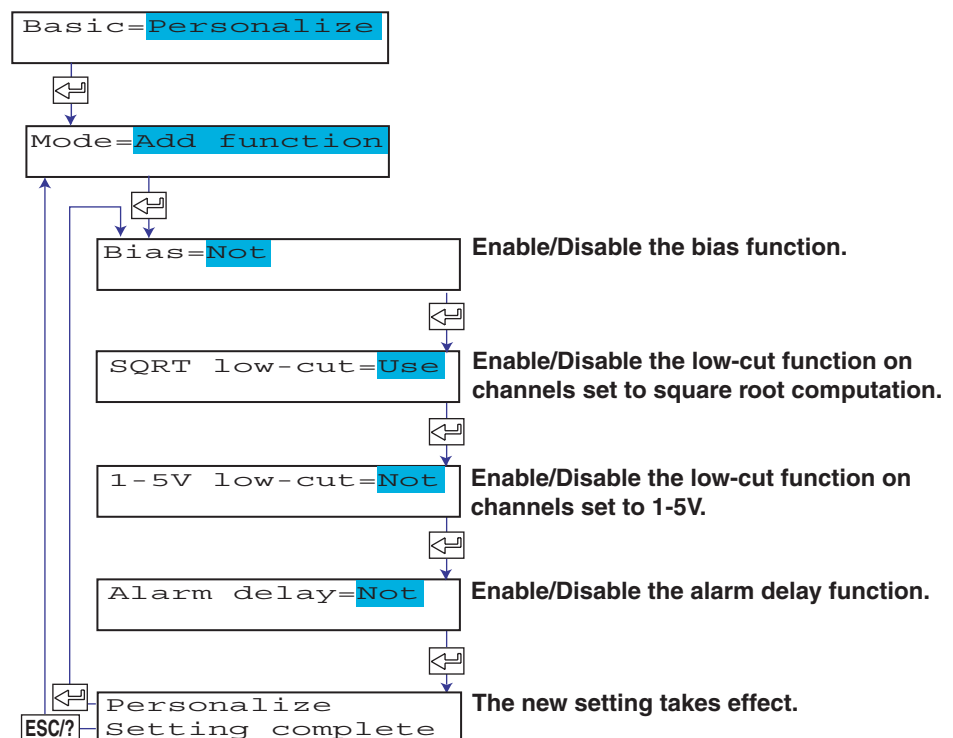 Basic=Personalize
Mode=Add function
Bias=Not
Enable/Disable the bias function.
SQRT low-cut=Use
Enable/Disable the low-cut function on
channels set to square root computation.
1-5V low-cut=Not
Enable/Disable the low-cut function on
channels set to 1-5V.
Alarm delay=Not
Enable/Disable the alarm delay function.
Personalize
Setting complete
The new setting takes effect.
ESC/?